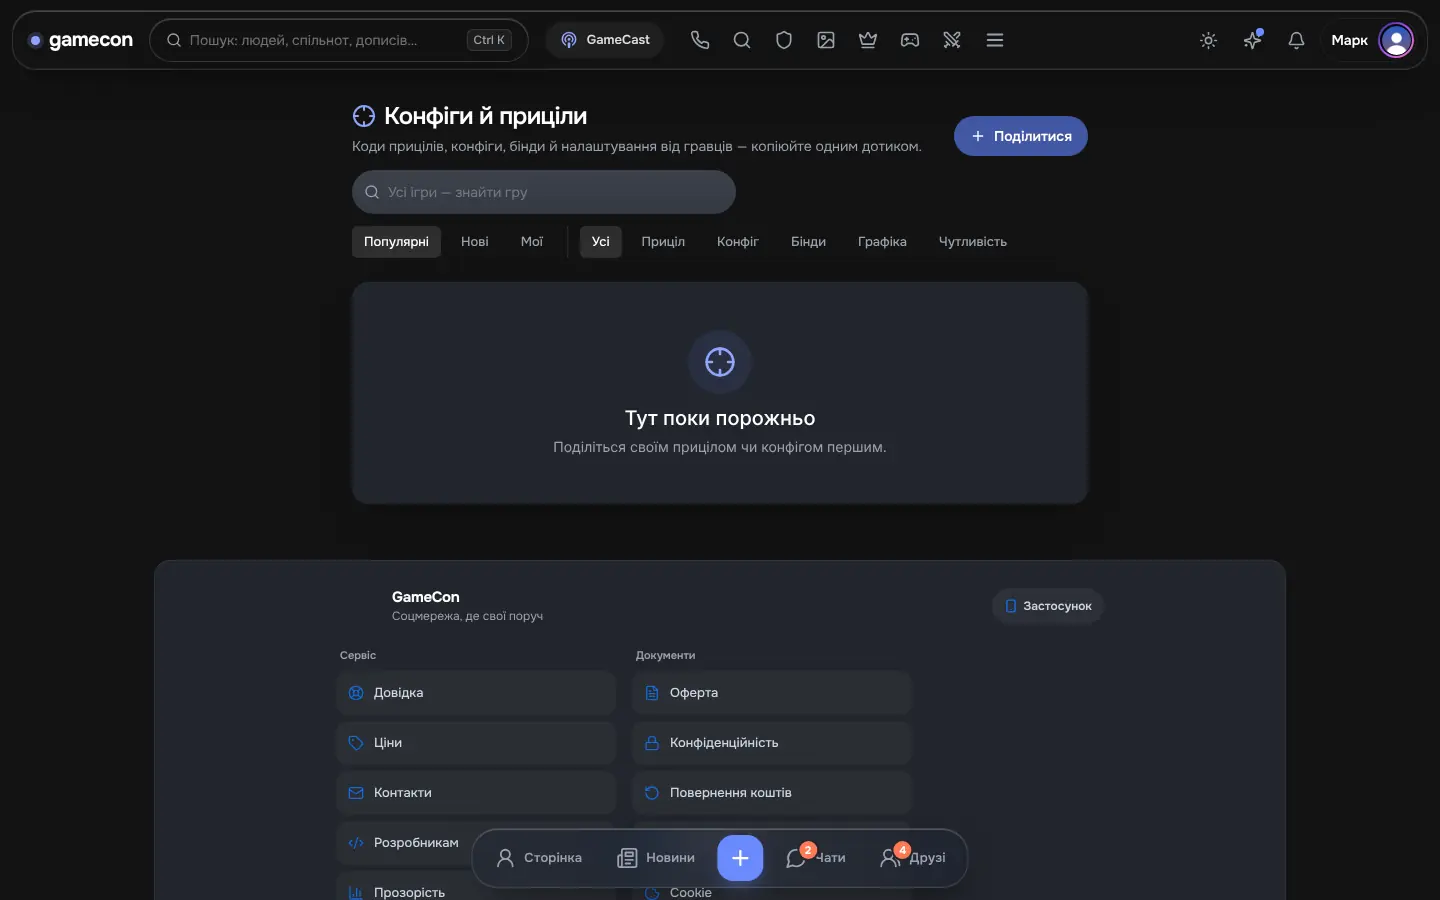 gamecon
Пошук: людей, спільнот, дописів...
Ctrl K
GameCast
Марк
Конфіги й приціли
Коди прицілів, конфіги, бінди й налаштування від гравців — копіюйте одним дотиком.
Поділитися
Усі ігри — знайти гру
Популярні
Нові
Мої
Усі
Приціл
Конфіг
Бінди
Графіка
Чутливість
Тут поки порожньо
Поділіться своїм прицілом чи конфігом першим.
GameCon
Соцмережа, де свої поруч
Застосунок
Сервіс
Документи
Довідка
Оферта
Ціни
Конфіденційність
Контакти
Повернення коштів
Розробникам
Прозорість
Cookie
Сторінка
Новини
2
Чати
4
Друзі